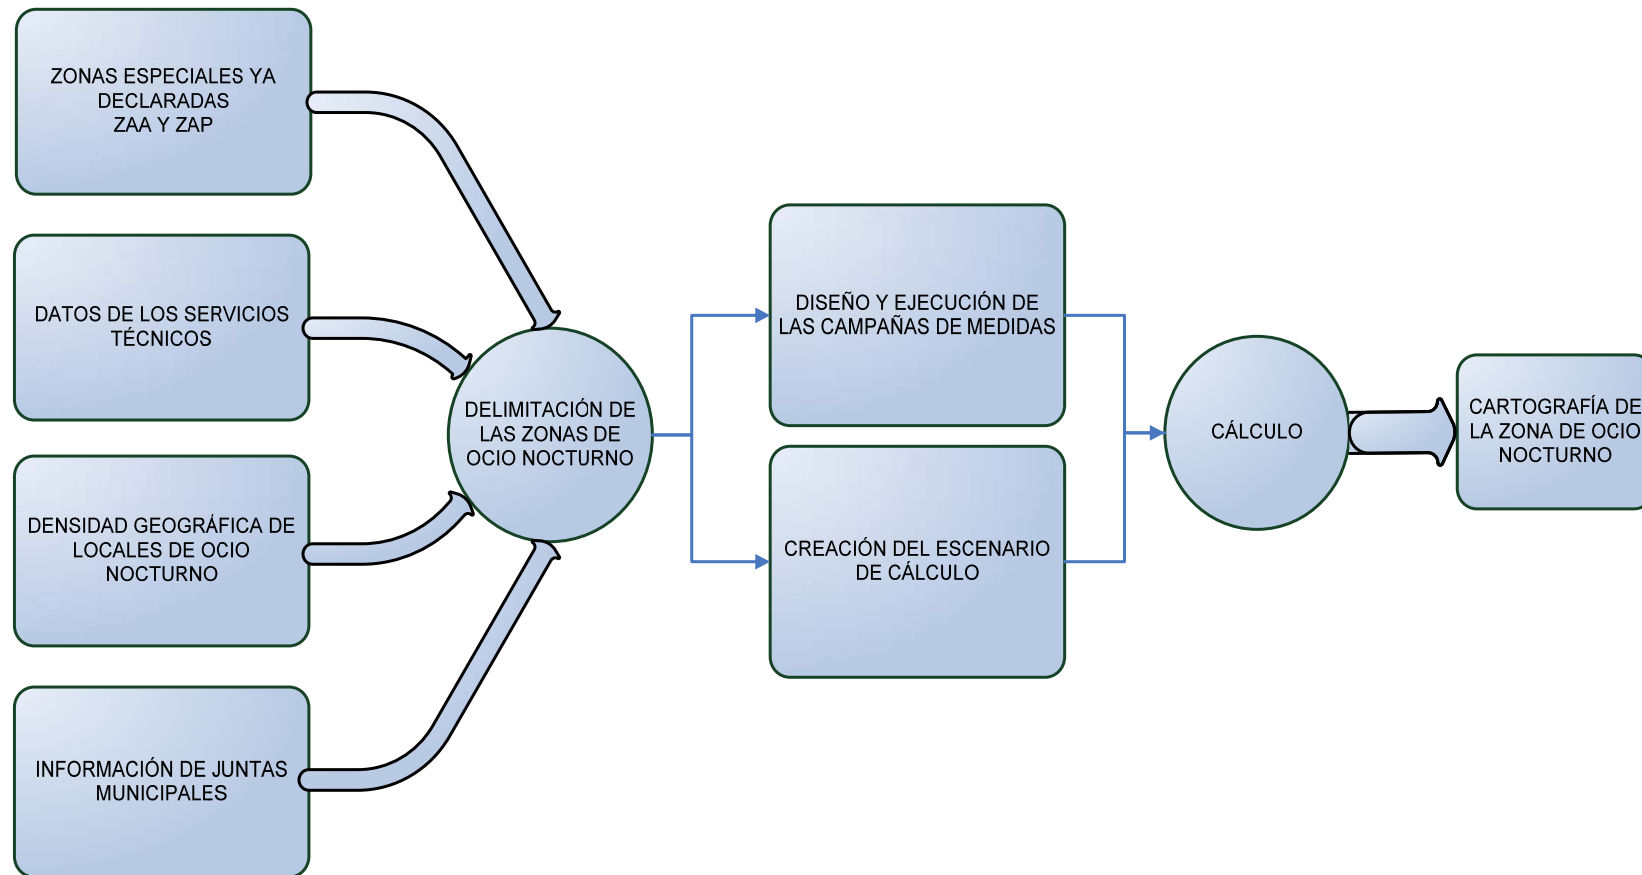 ZONAS ESPECIALES YA
DECLARADAS
ZAA Y ZAP
DATOS DE LOS SERVICIOS
TÉCNICOS
DENSIDAD GEOGRÁFICA DE
LOCALES DE OCIO
NOCTURNO
INFORMACIÓN DE JUNTAS
MUNICIPALES
DELIMITACIÓN DE
LAS ZONAS DE
OCIO NOCTURNO
DISEÑO Y EJECUCIÓN DE
LAS CAMPAÑAS DE MEDIDAS
CREACIÓN DEL ESCENARIO
DE CÁLCULO
CÁLCULO
CARTOGRAFÍA DE
LA ZONA DE OCIO
NOCTURNO